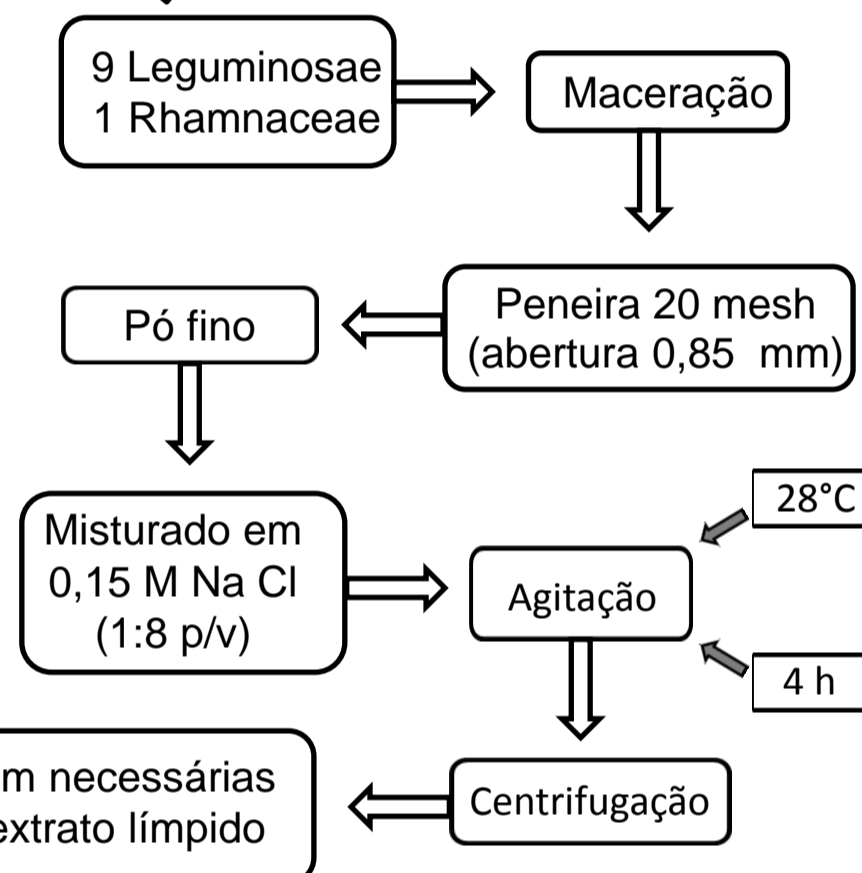 9 Leguminosae
1 Rhamnaceae
Maceração
Peneira 20 mesh
(abertura 0,85 mm)
Pó fino
Misturado em
0,15 M Na Cl
(1:8 p/v)
28°C
Agitação
4 h
Centrifugação
necessárias
extrato límpido